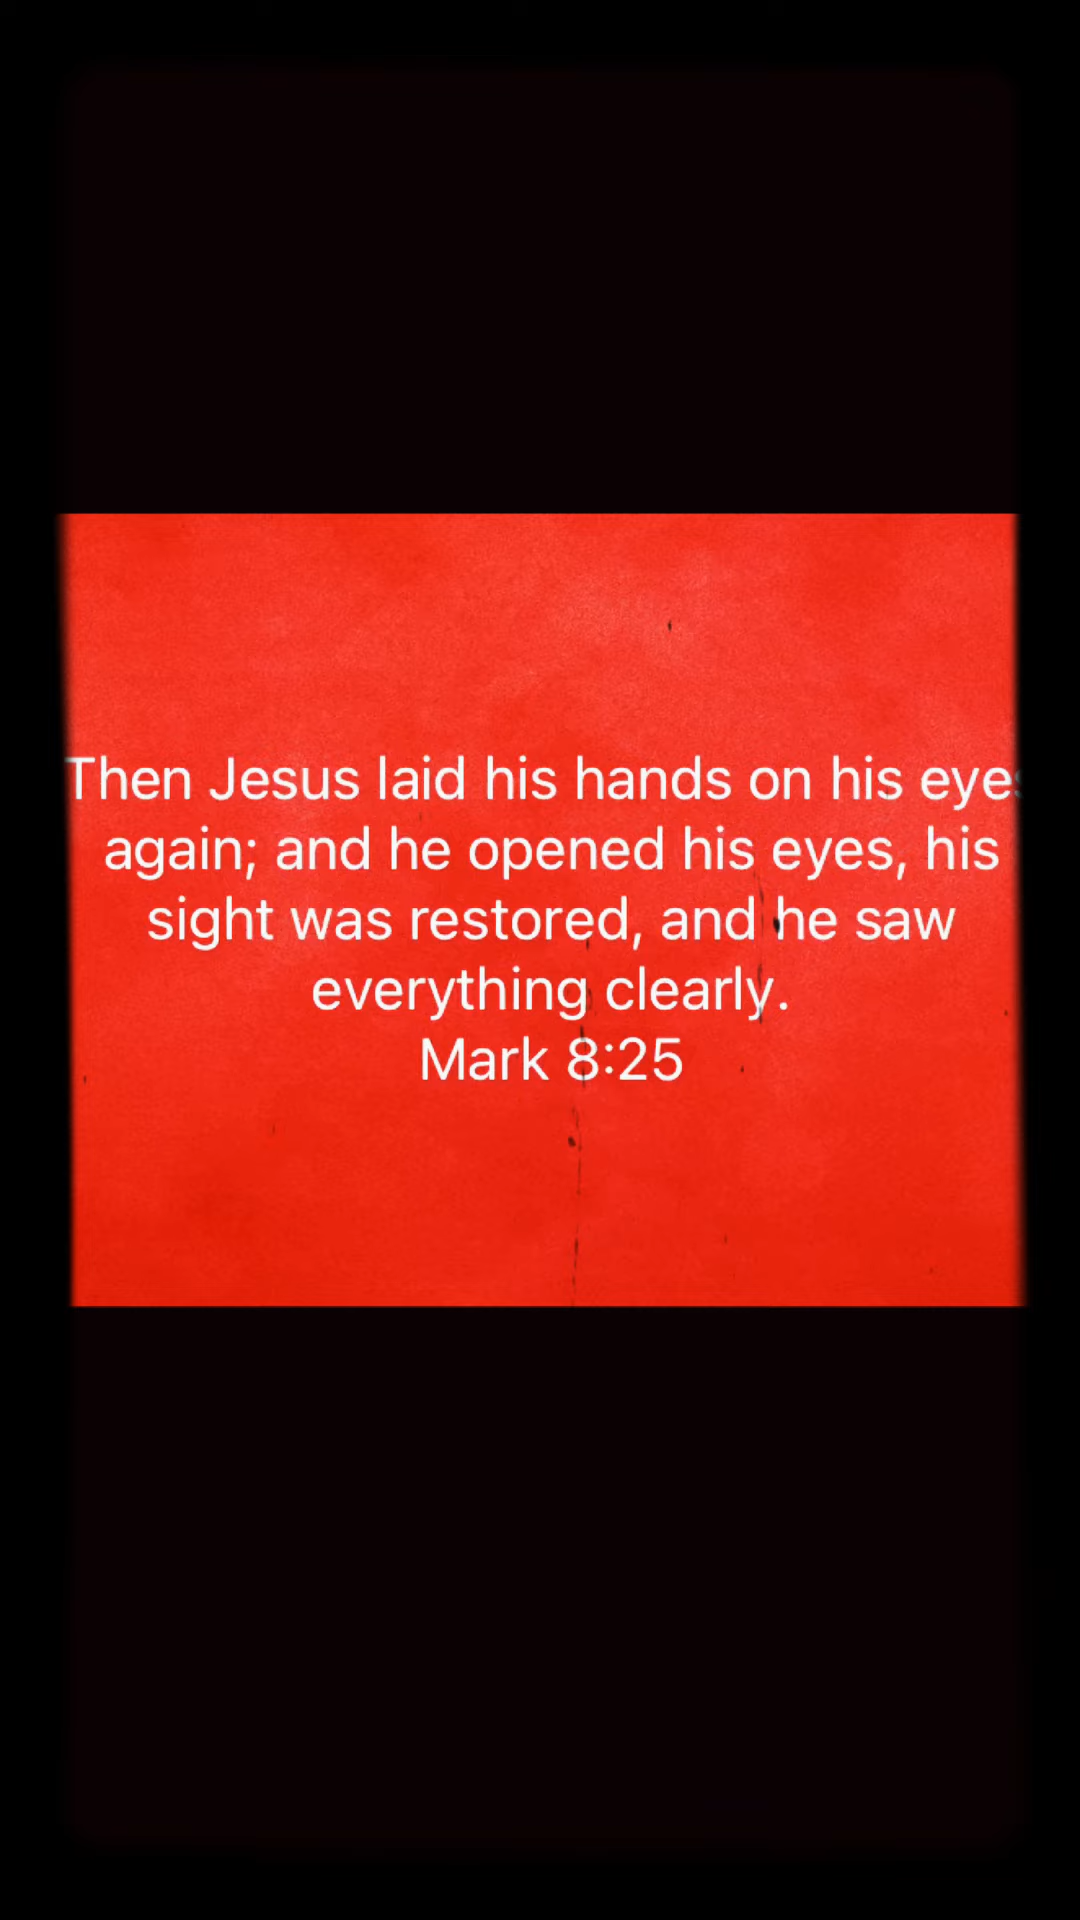 Then Jesus laid his hands on his eyes
again; and he opened his eyes, his
sight was restored, and he saw
everything clearly.
Mark 8:25